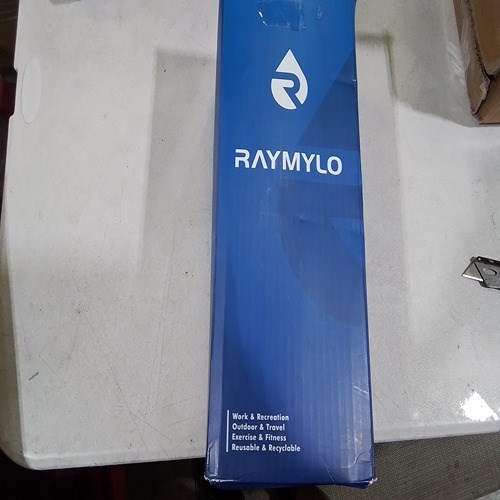 RAYMYLO
Work & Recreation
Outdoor & Travel
Exercise & Fitness
Reusable & Recyclable